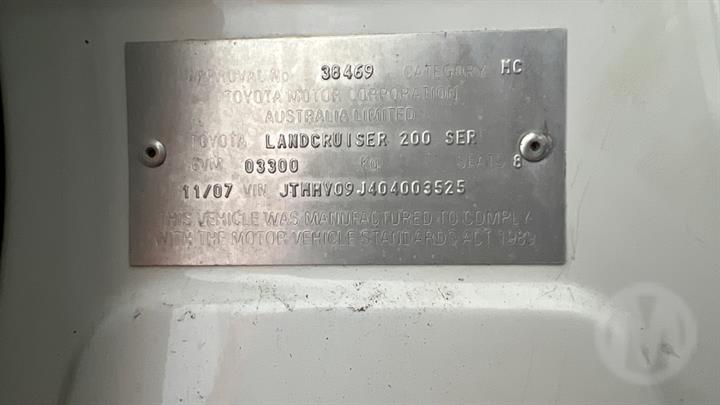 APPROVAL No. 38469 CATEGORY MC
TOYOTA MOTOR CORPORATION
AUSTRALIA LIMITED
TOYOTA LANDCRUISER 200 SER
GVM 03300 Kg SEATS 8
11/07 VIN JTMHV09J404003525
THIS VEHICLE WAS MANUFACTURED TO COMPLY
WITH THE MOTOR VEHICLE STANDARDS ACT 1989